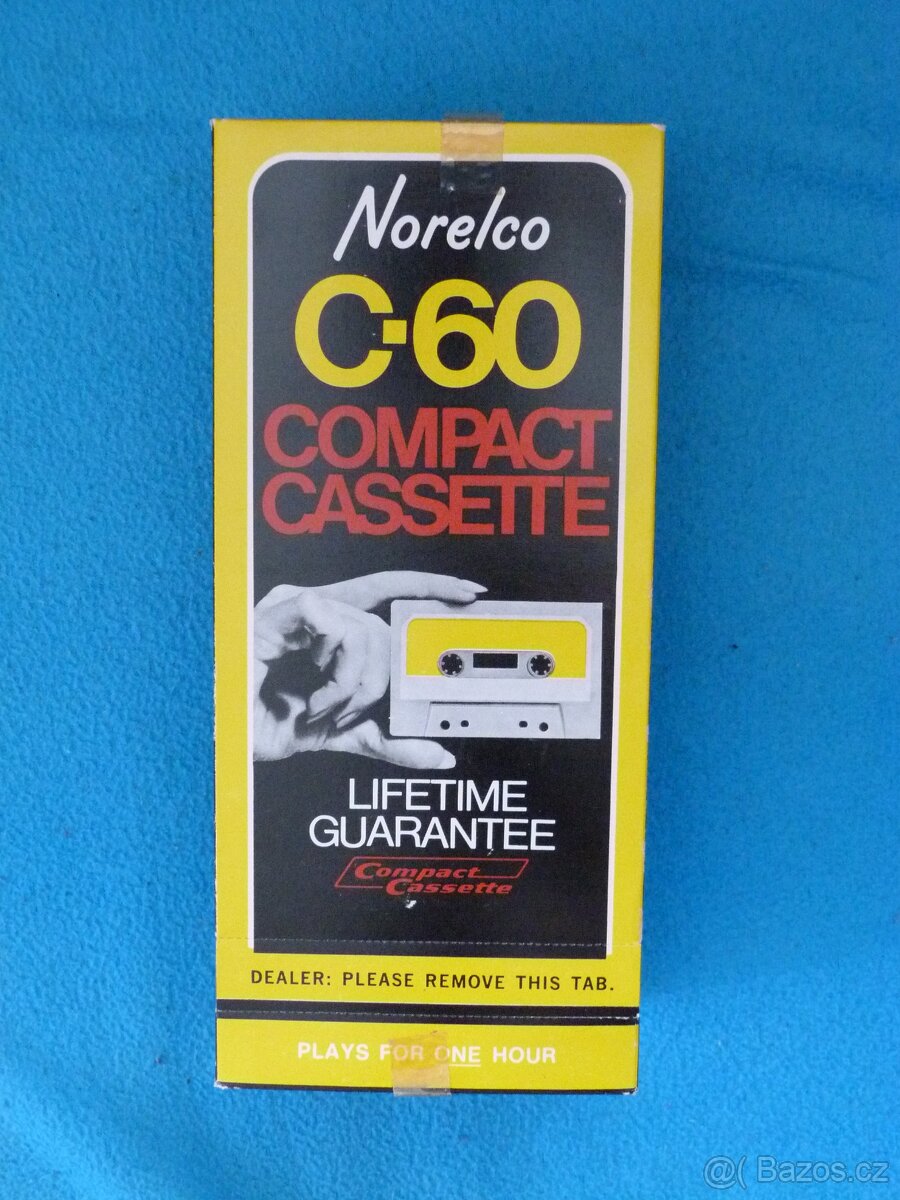 Norelco
C-60
COMPACT
CASSETTE
LIFETIME
GUARANTEE
Compact
Cassette
DEALER: PLEASE REMOVE THIS TAB.
PLAYS FOR ONE HOUR
@( Bazos.cz